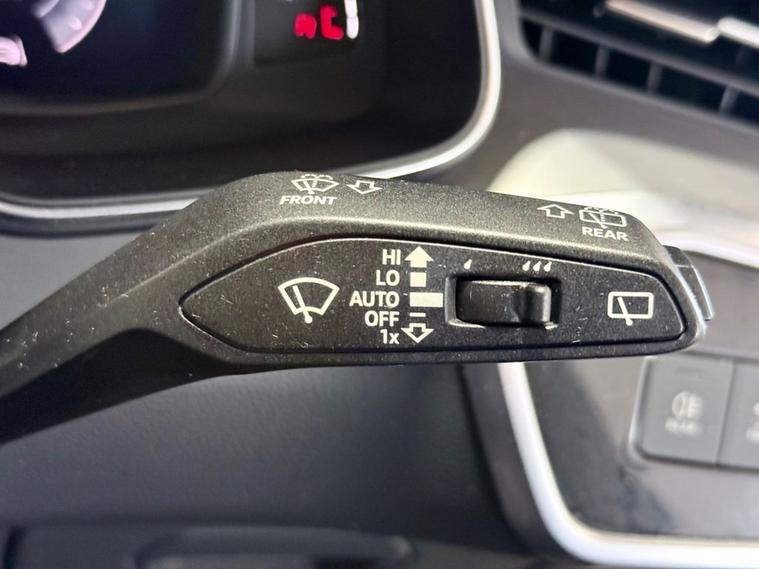 FRONT
REAR
HI
LO
AUTO
OFF
1x